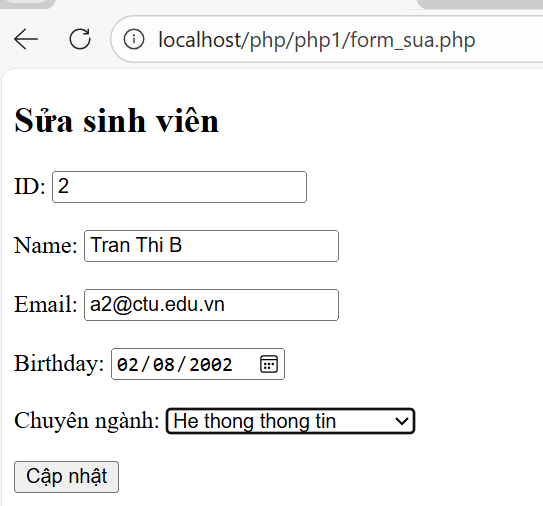 localhost/php/php1/form_sua.php
Sửa sinh viên
ID: 2
Name: Tran Thi B
Email: a2@ctu.edu.vn
Birthday: 02/08/2002
Chuyên ngành: He thong thong tin
Cập nhật